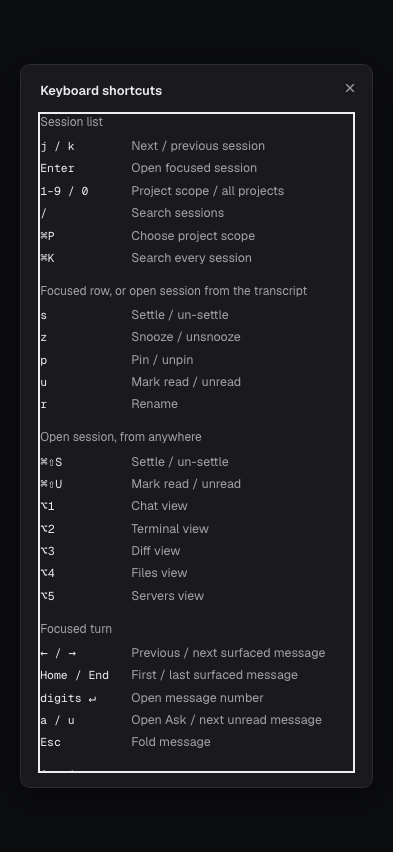 Keyboard shortcuts ×
Session list
j / k Next / previous session
Enter Open focused session
1–9 / 0 Project scope / all projects
/ Search sessions
⌘P Choose project scope
⌘K Search every session
Focused row, or open session from the transcript
s Settle / un-settle
z Snooze / unsnooze
p Pin / unpin
u Mark read / unread
r Rename
Open session, from anywhere
⌘⇧S Settle / un-settle
⌘⇧U Mark read / unread
⌥1 Chat view
⌥2 Terminal view
⌥3 Diff view
⌥4 Files view
⌥5 Servers view
Focused turn
← / → Previous / next surfaced message
Home / End First / last surfaced message
digits ↵ Open message number
a / u Open Ask / next unread message
Esc Fold message